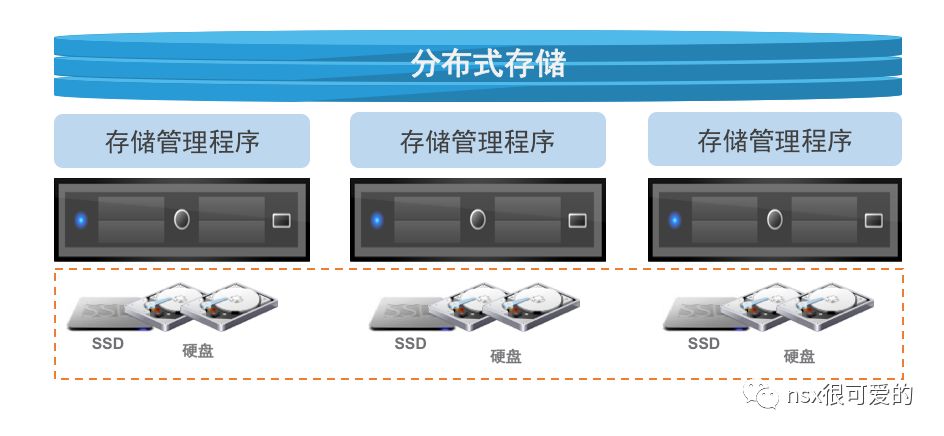 分布式存储
存储管理程序 存储管理程序 存储管理程序
SSD SSD SSD
SSD 硬盘 SSD 硬盘 SSD 硬盘
nsx很可爱的